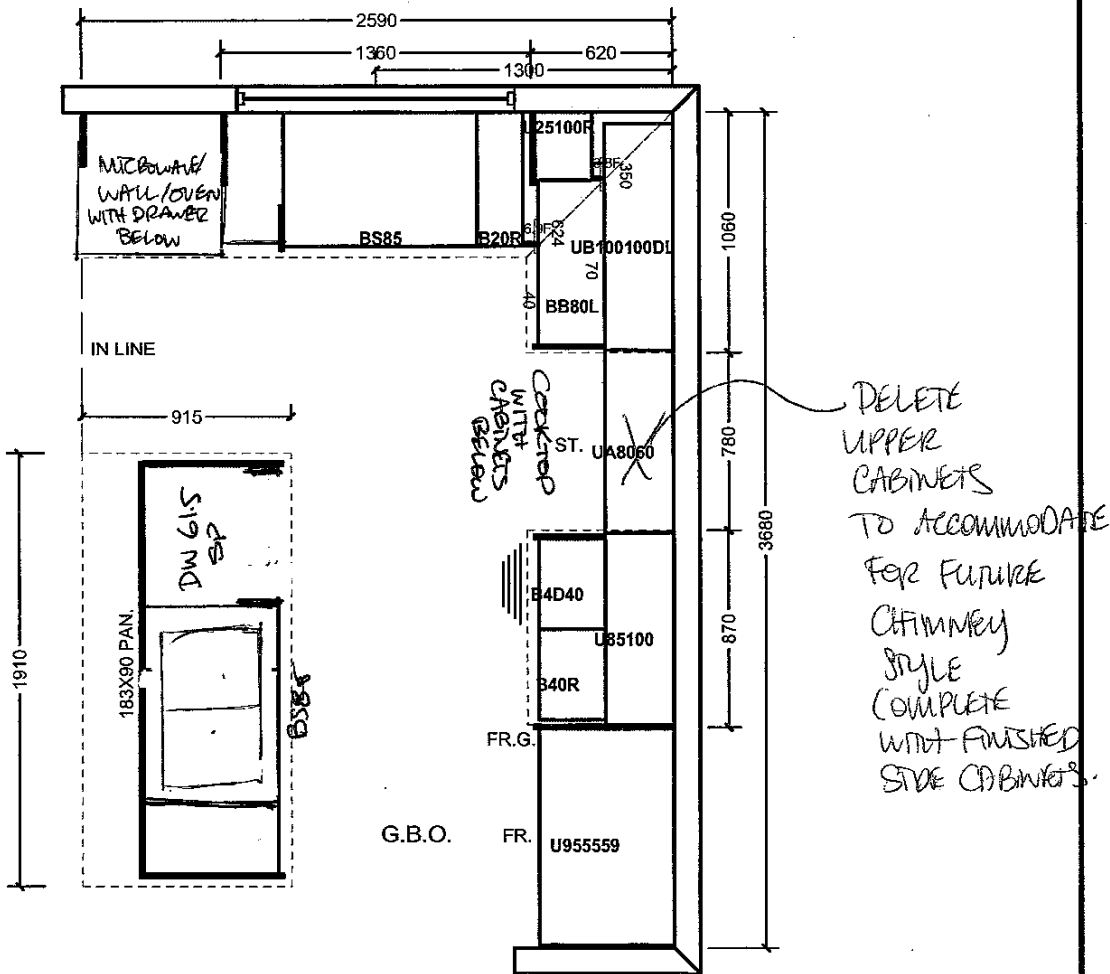 2590
1360
620
1300
MICROWAVE/
WALL/OVEN
WITH DRAWER
BELOW
BS85
B20R
U25100R
350
624
UB100100DL
70
40
BB80L
1060
IN LINE
915
COOKTOP
WITH
CABINETS
BELOW
ST.
UA8060
780
3680
DELETE
UPPER
CABINETS
TO ACCOMMODATE
FOR FUTURE
CHIMNEY
STYLE
COMPLETE
WITH FINISHED
SIDE CABINETS.
1910
DW 61.5
183X90 PAN.
B4D40
U85100
B40R
870
FR.G.
G.B.O.
FR.
U955559